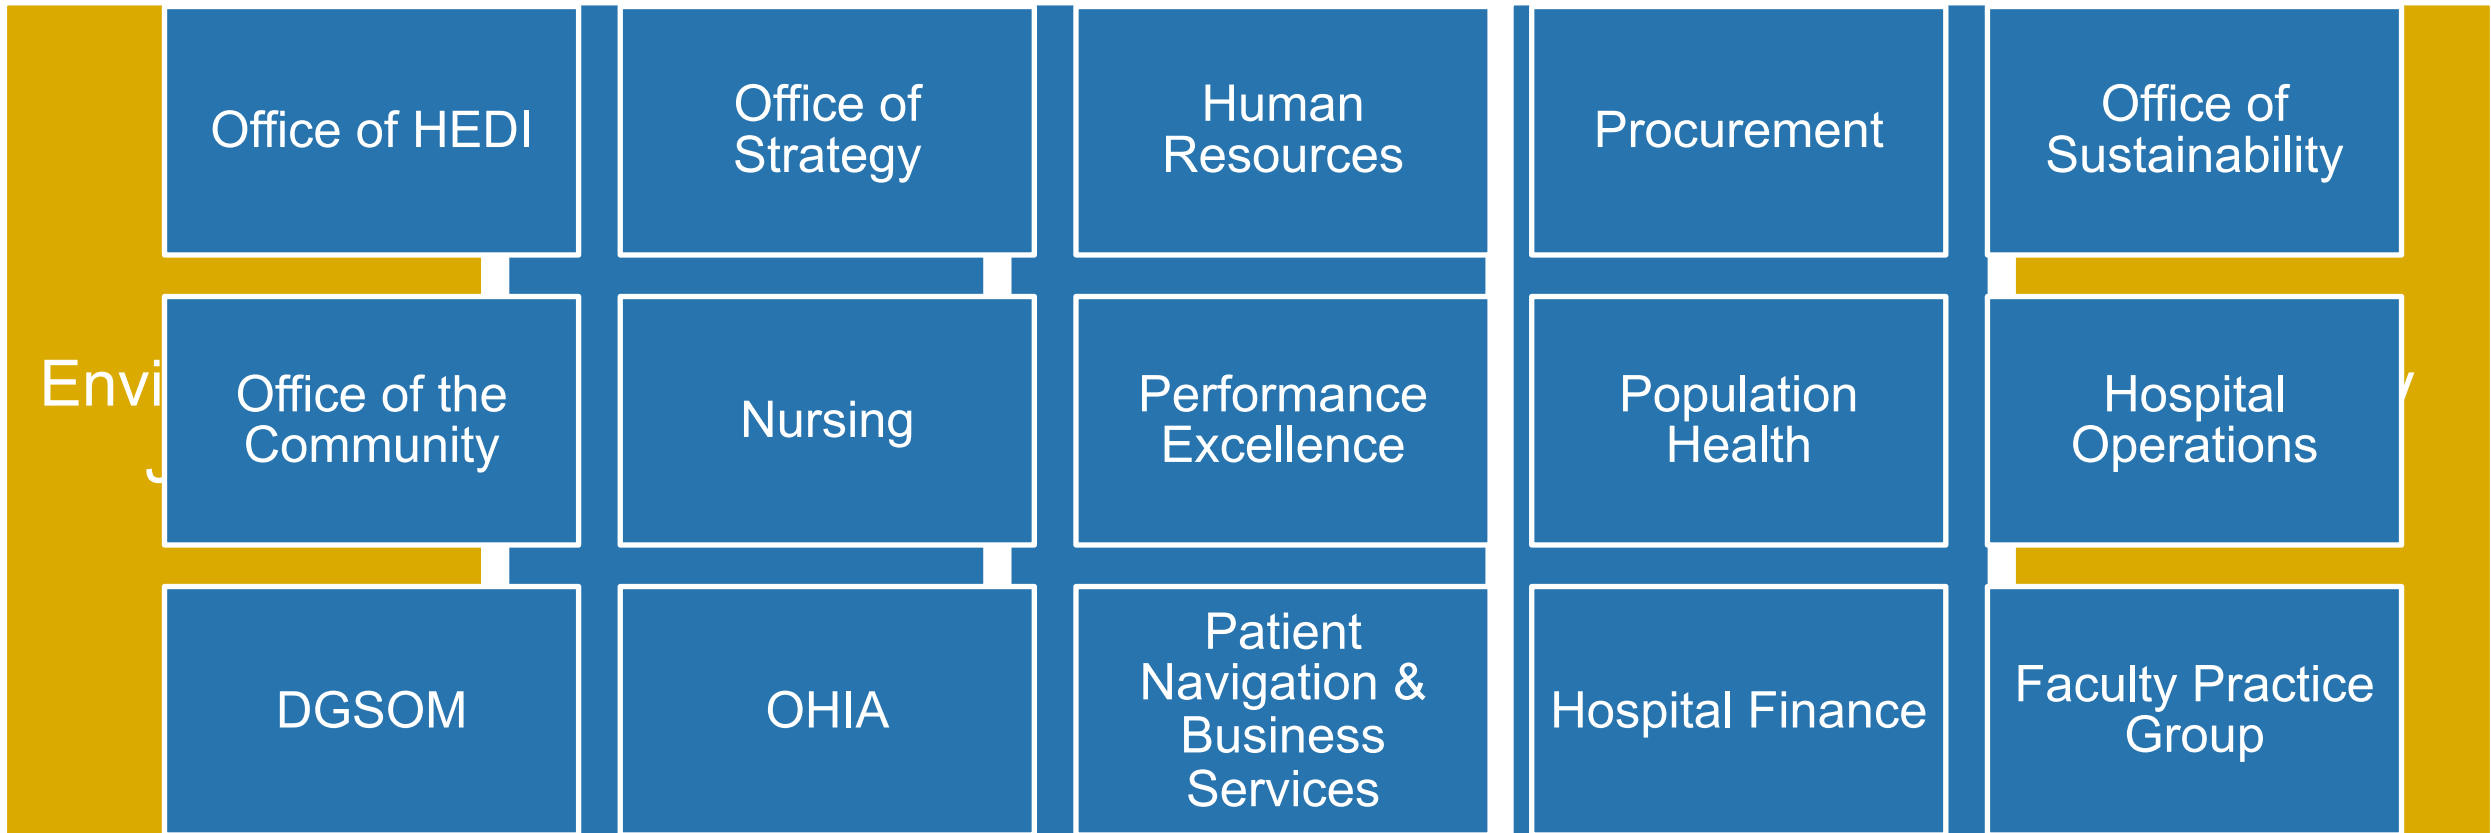 Office of HEDI
Office of
Strategy
Human
Resources
Procurement
Office of
Sustainability
Office of the
Community
Nursing
Performance
Excellence
Population
Health
Hospital
Operations
DGSOM
OHIA
Patient
Navigation &
Business
Services
Hospital Finance
Faculty Practice
Group